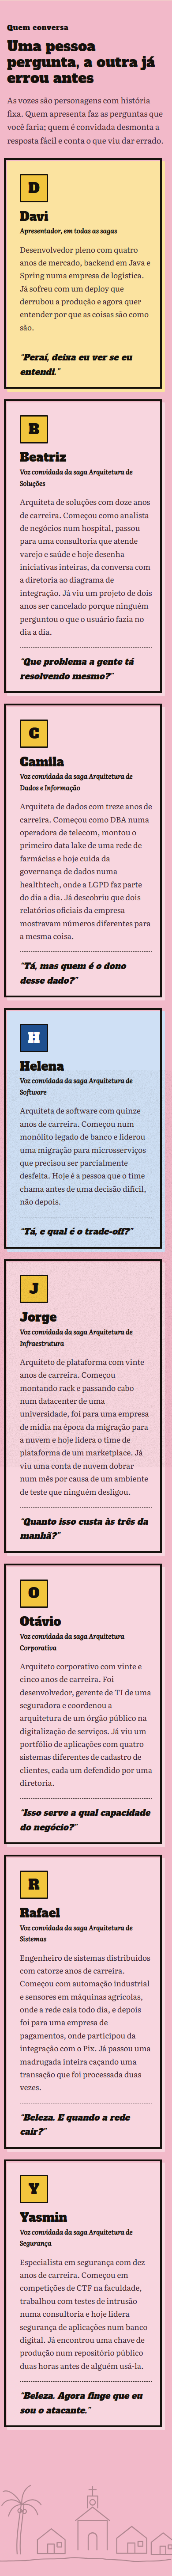 Quem conversa
Uma pessoa
pergunta, a outra já
errou antes
As vozes são personagens com história
fixa. Quem apresenta faz as perguntas que
você faria; quem é convidada desmonta a
resposta fácil e conta o que viu dar errado.
D
Davi
Apresentador, em todas as sagas
Desenvolvedor pleno com quatro
anos de mercado, backend em Java e
Spring numa empresa de logística.
Já sofreu com um deploy que
derrubou a produção e agora quer
entender por que as coisas são como
são.
"Peraí, deixa eu ver se eu
entendi."
B
Beatriz
Voz convidada da saga Arquitetura de
Soluções
Arquiteta de soluções com doze anos
de carreira. Começou como analista
de negócios num hospital, passou
para uma consultoria que atende
varejo e saúde e hoje desenha
iniciativas inteiras, da conversa com
a diretoria ao diagrama de
integração. Já viu um projeto de dois
anos ser cancelado porque ninguém
perguntou o que o usuário fazia no
dia a dia.
"Que problema a gente tá
resolvendo mesmo?"
C
Camila
Voz convidada da saga Arquitetura de
Dados e Informação
Arquiteta de dados com treze anos de
carreira. Começou como DBA numa
operadora de telecom, montou o
primeiro data lake de uma rede de
farmácias e hoje cuida da
governança de dados numa
healthtech, onde a LGPD faz parte
do dia a dia. Já descobriu que dois
relatórios oficiais da empresa
mostravam números diferentes para
a mesma coisa.
"Tá, mas quem é o dono
desse dado?"
H
Helena
Voz convidada da saga Arquitetura de
Software
Arquiteta de software com quinze
anos de carreira. Começou num
monólito legado de banco e liderou
uma migração para microsserviços
que precisou ser parcialmente
desfeita. Hoje é a pessoa que o time
chama antes de uma decisão difícil,
não depois.
"Tá, e qual é o trade-off?"
J
Jorge
Voz convidada da saga Arquitetura de
Infraestrutura
Arquiteto de plataforma com vinte
anos de carreira. Começou
montando rack e passando cabo
num datacenter de uma
universidade, foi para uma empresa
de mídia na época da migração para
a nuvem e hoje lidera o time de
plataforma de um marketplace. Já
viu uma conta de nuvem dobrar
num mês por causa de um ambiente
de teste que ninguém desligou.
"Quanto isso custa às três da
manhã?"
O
Otávio
Voz convidada da saga Arquitetura
Corporativa
Arquiteto corporativo com vinte e
cinco anos de carreira. Foi
desenvolvedor, gerente de TI de uma
seguradora e coordenou a
arquitetura de um órgão público na
digitalização de serviços. Já viu um
portfólio de aplicações com quatro
sistemas diferentes de cadastro de
clientes, cada um defendido por uma
diretoria.
"Isso serve a qual capacidade
do negócio?"
R
Rafael
Voz convidada da saga Arquitetura de
Sistemas
Engenheiro de sistemas distribuídos
com catorze anos de carreira.
Começou com automação industrial
e sensores em máquinas agrícolas,
onde a rede caía todo dia, e depois
foi para uma empresa de
pagamentos, onde participou da
integração com o Pix. Já passou uma
madrugada inteira caçando uma
transação que foi processada duas
vezes.
"Beleza. E quando a rede
cair?"
Y
Yasmin
Voz convidada da saga Arquitetura de
Segurança
Especialista em segurança com dez
anos de carreira. Começou em
competições de CTF na faculdade,
trabalhou com testes de intrusão
numa consultoria e hoje lidera
segurança de aplicações num banco
digital. Já encontrou uma chave de
produção num repositório público
duas horas antes de alguém usá-la.
"Beleza. Agora finge que eu
sou o atacante."